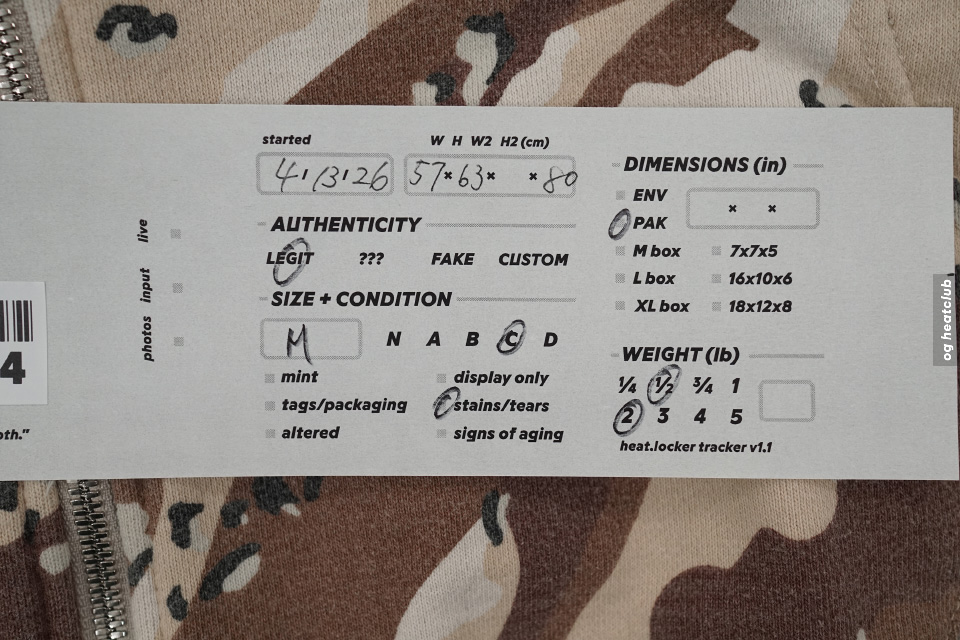 started
4/13/26
W H W2 H2 (cm)
57×63× ×80
AUTHENTICITY
LEGIT ??? FAKE CUSTOM
SIZE + CONDITION
M N A B C D
mint
display only
tags/packaging
stains/tears
altered
signs of aging
DIMENSIONS (in)
ENV
× ×
PAK
M box
7x7x5
L box
16x10x6
XL box
18x12x8
WEIGHT (lb)
¼ ½ ¾ 1
2 3 4 5
heat.locker tracker v1.1
photos input live
4
oth."
og heatclub